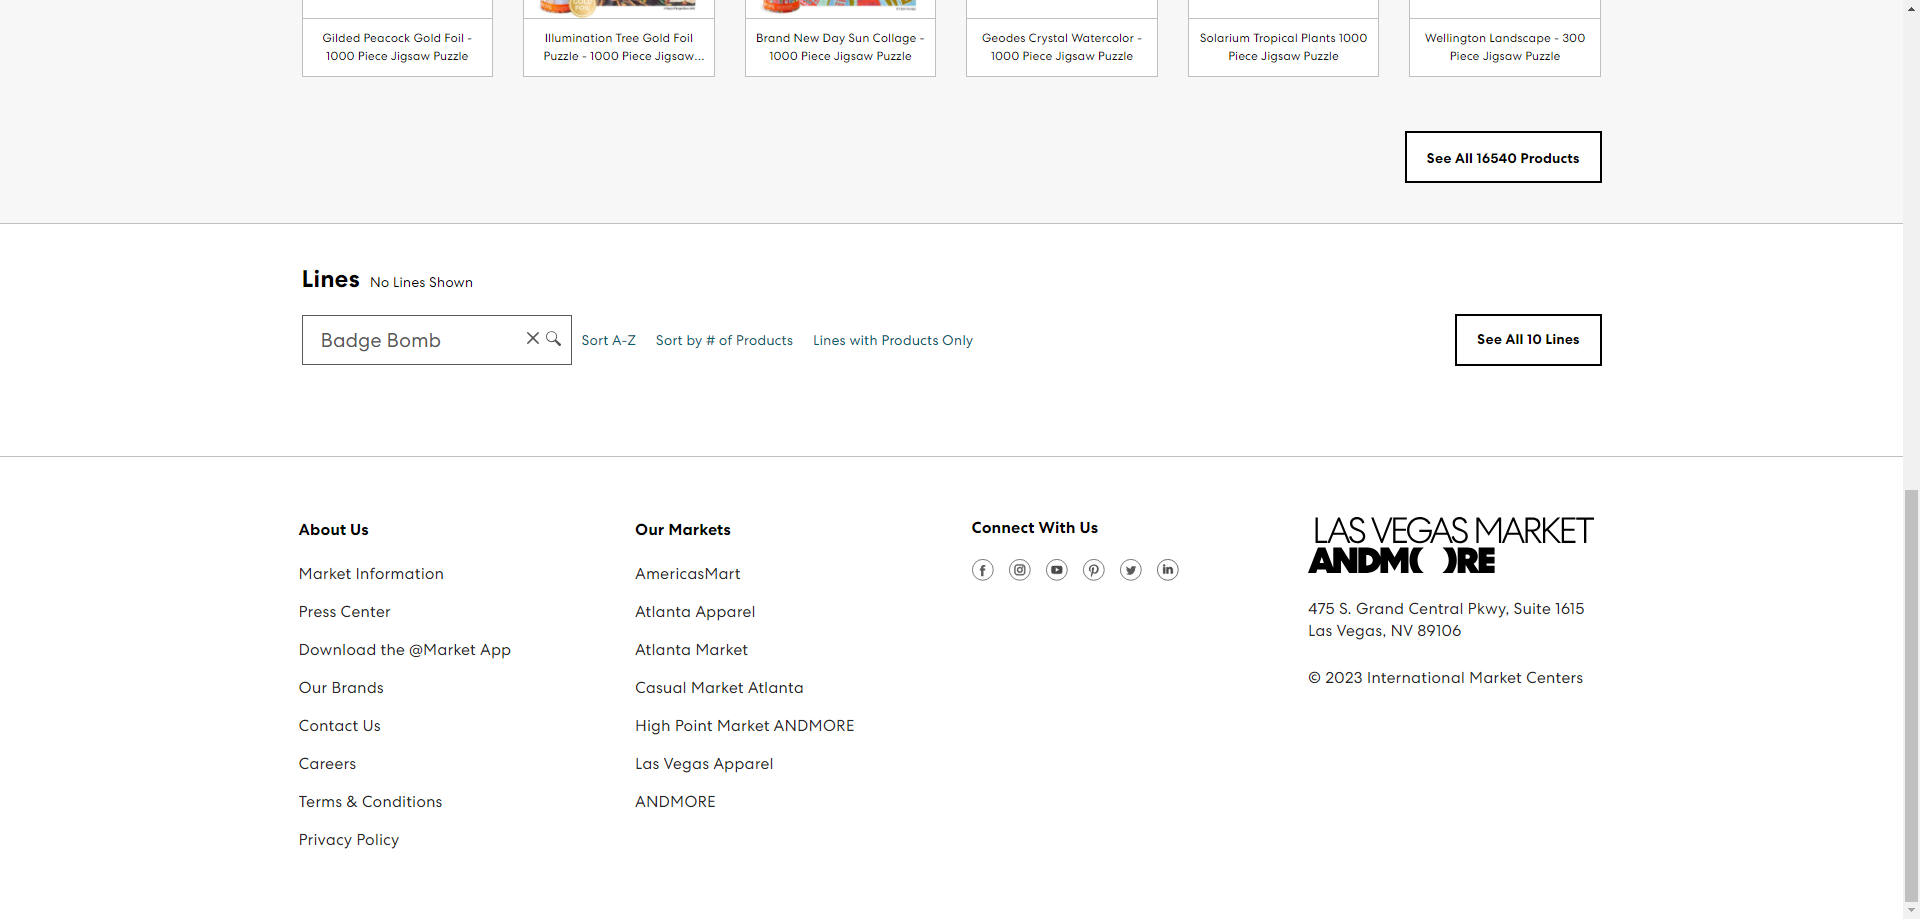 Gilded Peacock Gold Foil -
1000 Piece Jigsaw Puzzle
Illumination Tree Gold Foil
Puzzle - 1000 Piece Jigsaw...
Brand New Day Sun Collage -
1000 Piece Jigsaw Puzzle
Geodes Crystal Watercolor -
1000 Piece Jigsaw Puzzle
Solarium Tropical Plants 1000
Piece Jigsaw Puzzle
Wellington Landscape - 300
Piece Jigsaw Puzzle
See All 16540 Products
Lines No Lines Shown
Badge Bomb
Sort A-Z
Sort by # of Products
Lines with Products Only
See All 10 Lines
About Us
Market Information
Press Center
Download the @Market App
Our Brands
Contact Us
Careers
Terms & Conditions
Privacy Policy
Our Markets
AmericasMart
Atlanta Apparel
Atlanta Market
Casual Market Atlanta
High Point Market ANDMORE
Las Vegas Apparel
ANDMORE
Connect With Us
LAS VEGAS MARKET
ANDM( )RE
475 S. Grand Central Pkwy, Suite 1615
Las Vegas, NV 89106
© 2023 International Market Centers